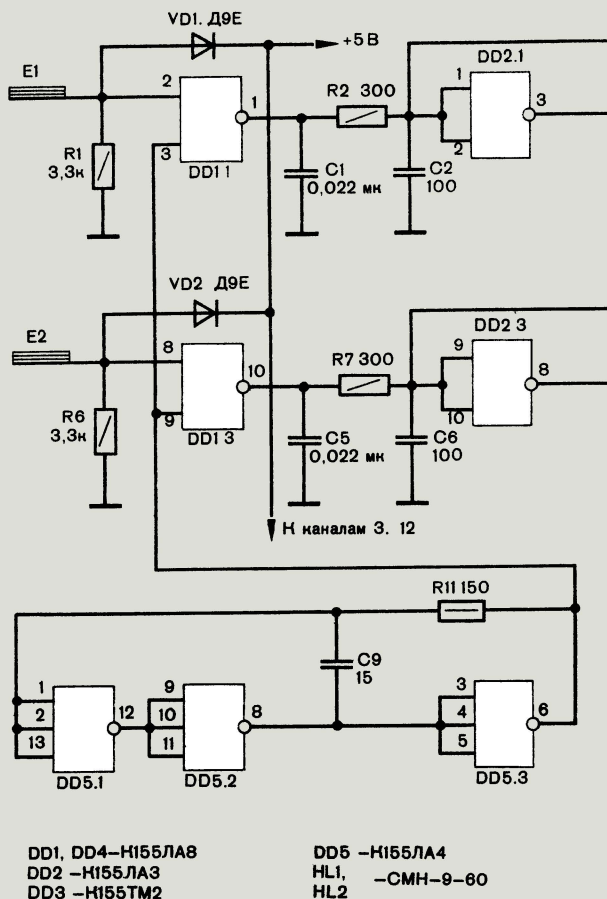 VD1. Д9Е
+5 В
E1
2
1
R2 300
DD2.1
1
3
2
R1
3,3к
3
DD1 1
C1
0,022 мк
C2
100
VD2 Д9Е
E2
8
10
R7 300
DD2 3
9
8
10
R6
3,3к
9
DD1 3
C5
0,022 мк
C6
100
К каналам 3. 12
R11 150
C9
15
1
2
13
12
DD5.1
9
10
11
8
DD5.2
3
4
5
6
DD5.3
DD1, DD4–К155ЛА8
DD2 –К155ЛА3
DD3 –К155ТМ2
DD5 –К155ЛА4
HL1,
HL2
–СМН-9-60